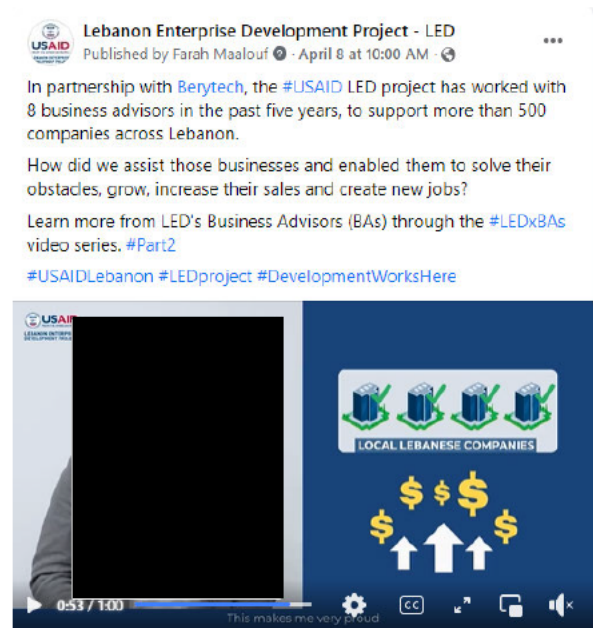 Lebanon Enterprise Development Project - LED
Published by Farah Maalouf · April 8 at 10:00 AM ·
In partnership with Berytech, the #USAID LED project has worked with
8 business advisors in the past five years, to support more than 500
companies across Lebanon.
How did we assist those businesses and enabled them to solve their
obstacles, grow, increase their sales and create new jobs?
Learn more from LED's Business Advisors (BAs) through the #LEDxBAs
video series. #Part2
#USAIDLebanon #LEDproject #DevelopmentWorksHere
USAID
LOCAL LEBANESE COMPANIES
$ $ $ $ $
0:53 / 1:00
CC
This makes me very proud